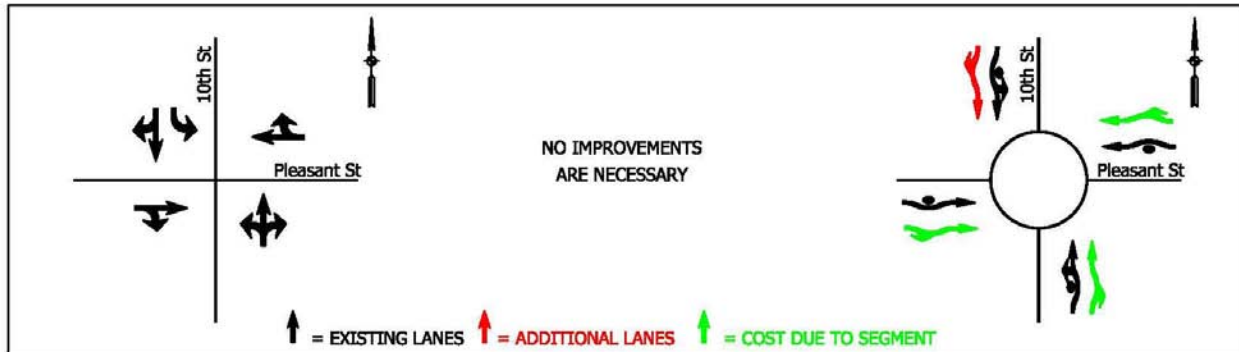 10th St
Pleasant St
NO IMPROVEMENTS
ARE NECESSARY
10th St
Pleasant St
= EXISTING LANES
= ADDITIONAL LANES
= COST DUE TO SEGMENT